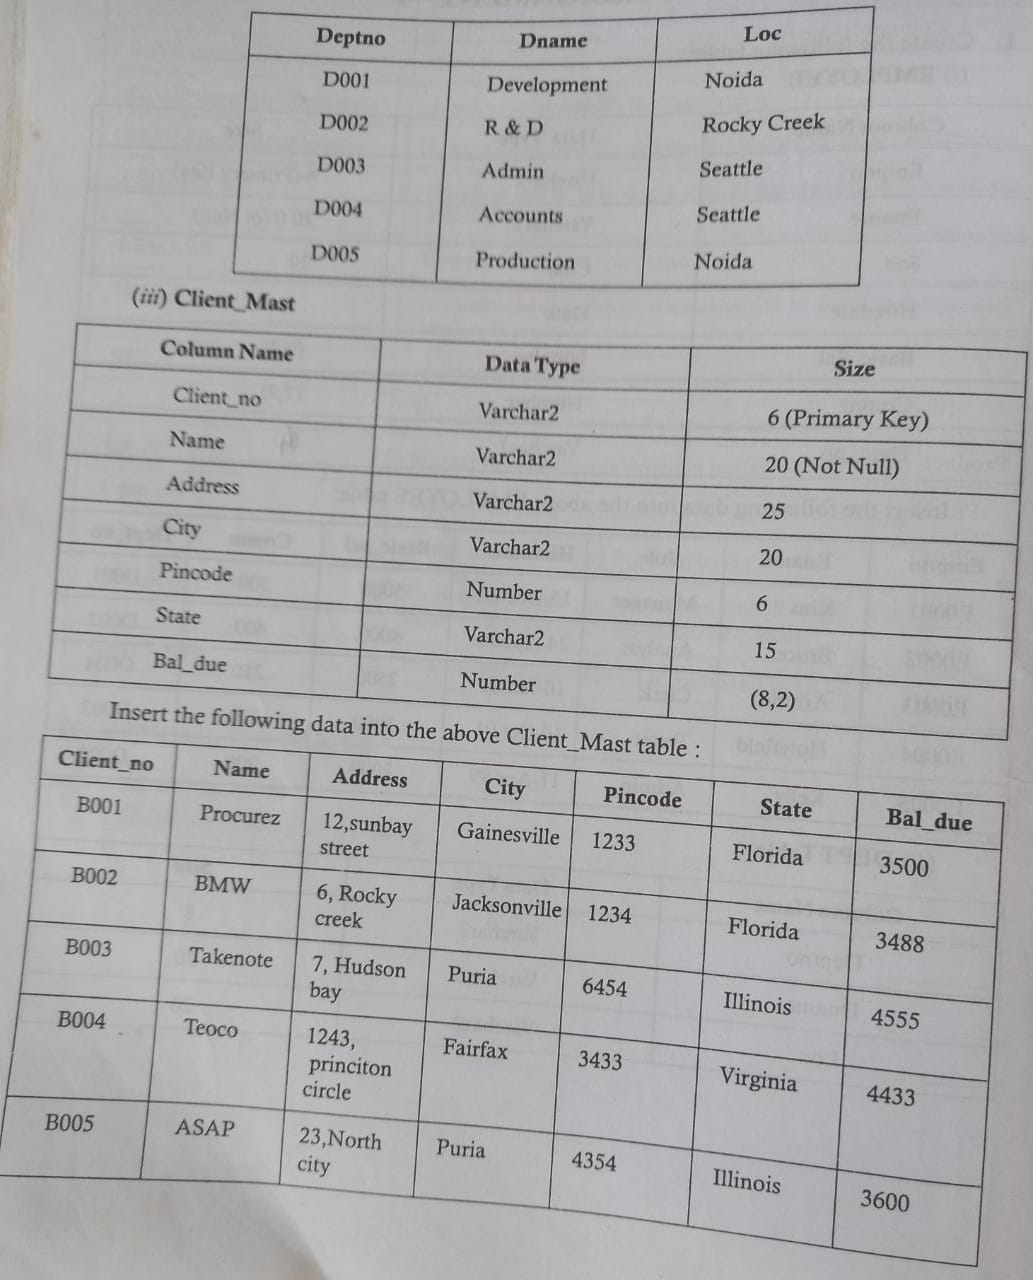 Deptno Dname Loc
D001 Development Noida
D002 R & D Rocky Creek
D003 Admin Seattle
D004 Accounts Seattle
D005 Production Noida
(iii) Client_Mast
Column Name Data Type Size
Client_no Varchar2 6 (Primary Key)
Name Varchar2 20 (Not Null)
Address Varchar2 25
City Varchar2 20
Pincode Number 6
State Varchar2 15
Bal_due Number (8,2)
Insert the following data into the above Client_Mast table :
Client_no Name Address City Pincode State Bal_due
B001 Procurez 12,sunbay Gainesville 1233 Florida 3500
street
B002 BMW 6, Rocky Jacksonville 1234 Florida 3488
creek
B003 Takenote 7, Hudson Puria 6454 Illinois 4555
bay
B004 Teoco 1243, Fairfax 3433 Virginia 4433
princiton
circle
B005 ASAP 23,North Puria 4354 Illinois 3600
city